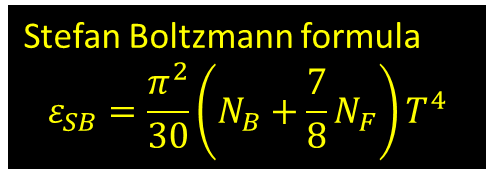 Stefan Boltzmann formula
ε_SB = π²/30 (N_B + 7/8 N_F) T⁴